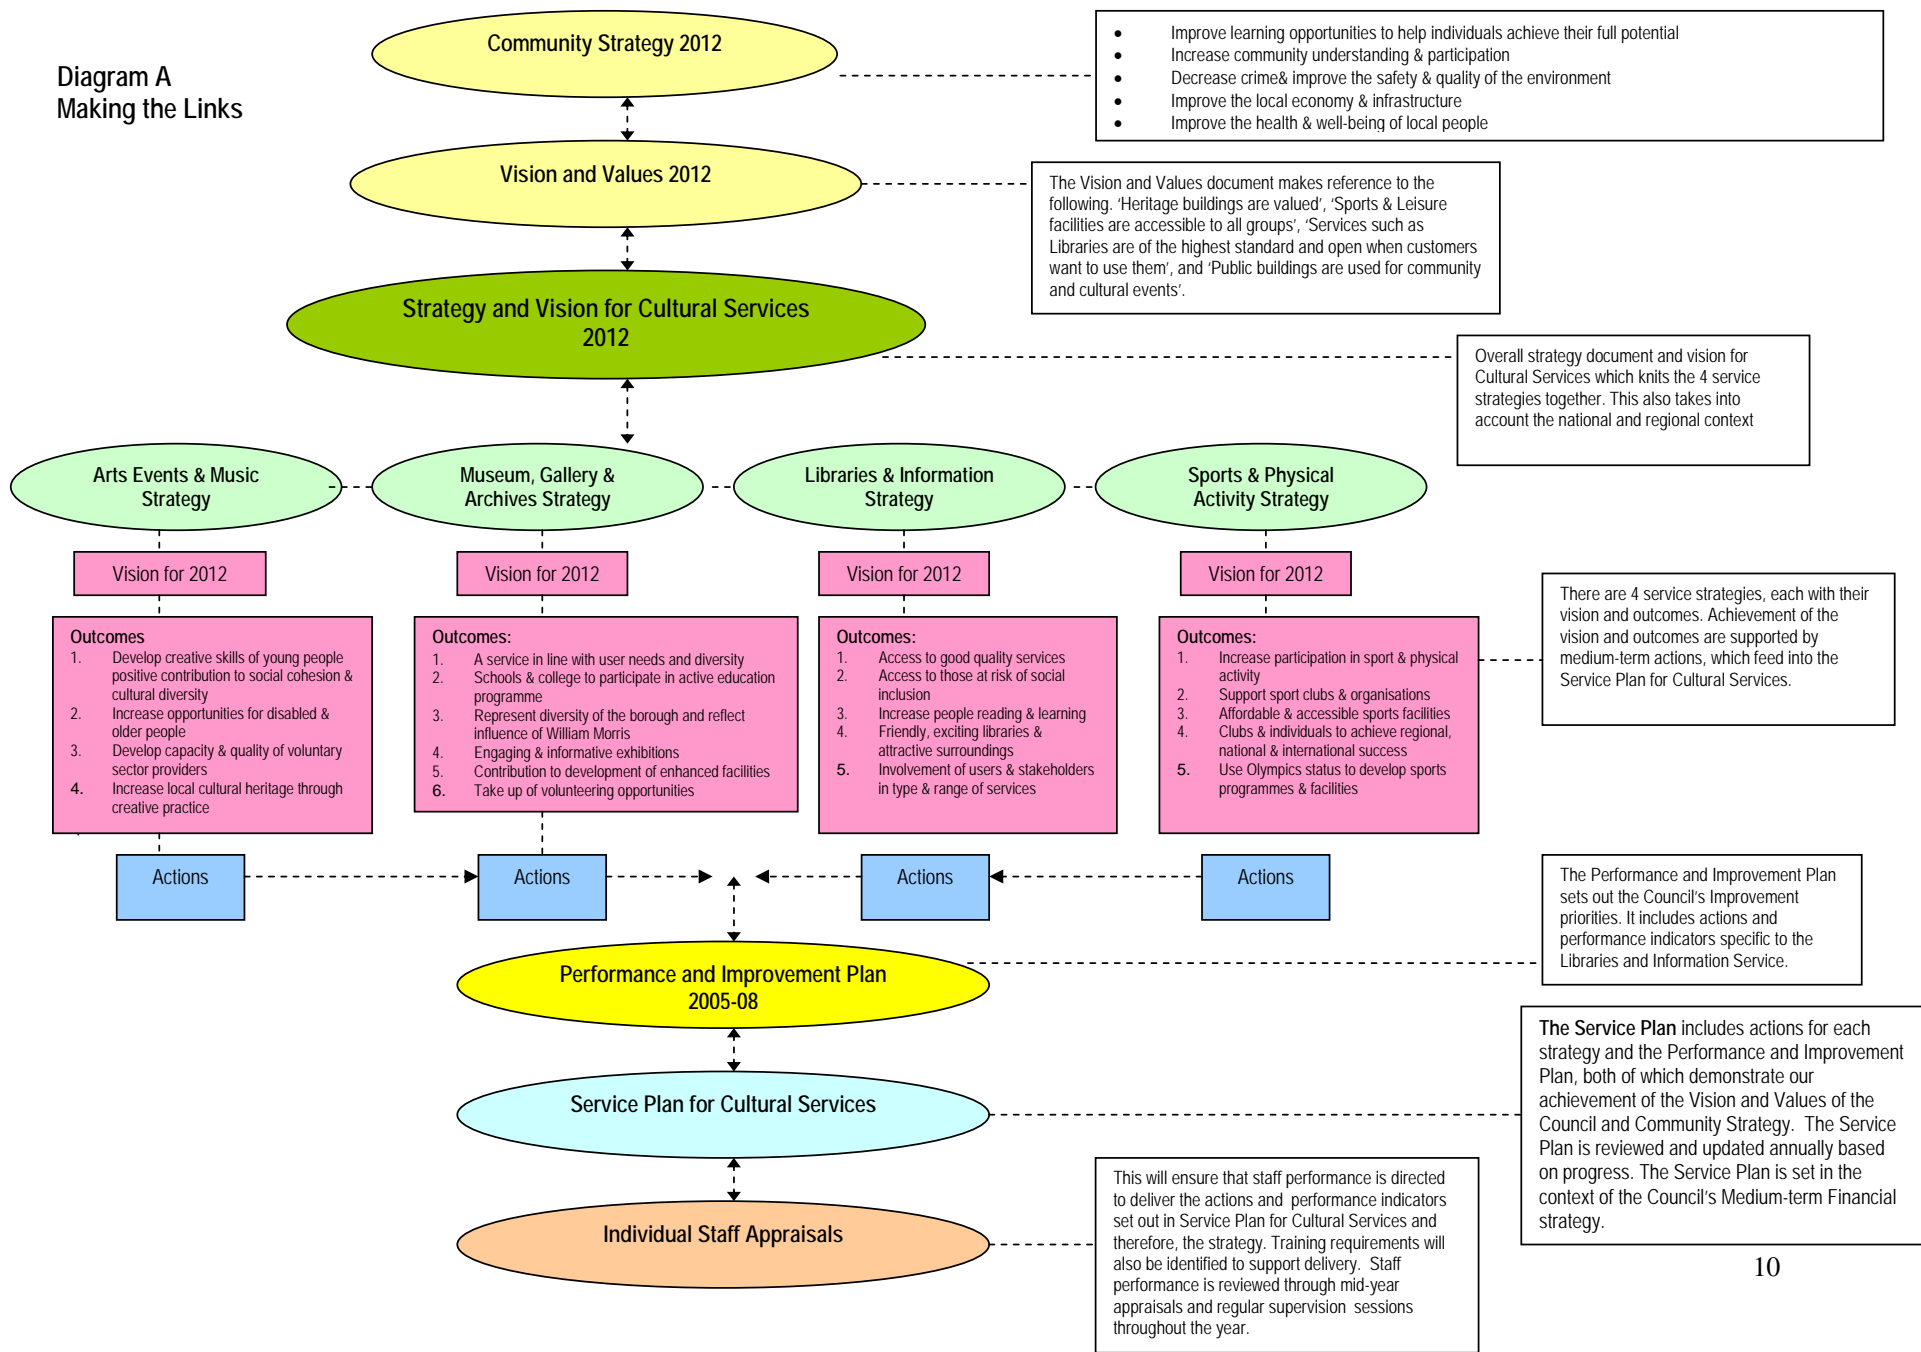 Diagram A
Making the Links
Community Strategy 2012
• Improve learning opportunities to help individuals achieve their full potential
• Increase community understanding & participation
• Decrease crime& improve the safety & quality of the environment
• Improve the local economy & infrastructure
• Improve the health & well-being of local people
Vision and Values 2012
The Vision and Values document makes reference to the
following. ‘Heritage buildings are valued’, ‘Sports & Leisure
facilities are accessible to all groups’, ‘Services such as
Libraries are of the highest standard and open when customers
want to use them’, and ‘Public buildings are used for community
and cultural events’.
Strategy and Vision for Cultural Services
2012
Overall strategy document and vision for
Cultural Services which knits the 4 service
strategies together. This also takes into
account the national and regional context
Arts Events & Music
Strategy
Museum, Gallery &
Archives Strategy
Libraries & Information
Strategy
Sports & Physical
Activity Strategy
Vision for 2012
Vision for 2012
Vision for 2012
Vision for 2012
There are 4 service strategies, each with their
vision and outcomes. Achievement of the
vision and outcomes are supported by
medium-term actions, which feed into the
Service Plan for Cultural Services.
Outcomes
1. Develop creative skills of young people
positive contribution to social cohesion &
cultural diversity
2. Increase opportunities for disabled &
older people
3. Develop capacity & quality of voluntary
sector providers
4. Increase local cultural heritage through
creative practice
Outcomes:
1. A service in line with user needs and diversity
2. Schools & college to participate in active education
programme
3. Represent diversity of the borough and reflect
influence of William Morris
4. Engaging & informative exhibitions
5. Contribution to development of enhanced facilities
6. Take up of volunteering opportunities
Outcomes:
1. Access to good quality services
2. Access to those at risk of social
inclusion
3. Increase people reading & learning
4. Friendly, exciting libraries &
attractive surroundings
5. Involvement of users & stakeholders
in type & range of services
Outcomes:
1. Increase participation in sport & physical
activity
2. Support sport clubs & organisations
3. Affordable & accessible sports facilities
4. Clubs & individuals to achieve regional,
national & international success
5. Use Olympics status to develop sports
programmes & facilities
Actions
Actions
Actions
Actions
The Performance and Improvement Plan
sets out the Council’s Improvement
priorities. It includes actions and
performance indicators specific to the
Libraries and Information Service.
Performance and Improvement Plan
2005-08
The Service Plan includes actions for each
strategy and the Performance and Improvement
Plan, both of which demonstrate our
achievement of the Vision and Values of the
Council and Community Strategy. The Service
Plan is reviewed and updated annually based
on progress. The Service Plan is set in the
context of the Council’s Medium-term Financial
strategy.
Service Plan for Cultural Services
This will ensure that staff performance is directed
to deliver the actions and performance indicators
set out in Service Plan for Cultural Services and
therefore, the strategy. Training requirements will
also be identified to support delivery. Staff
performance is reviewed through mid-year
appraisals and regular supervision sessions
throughout the year.
Individual Staff Appraisals
10